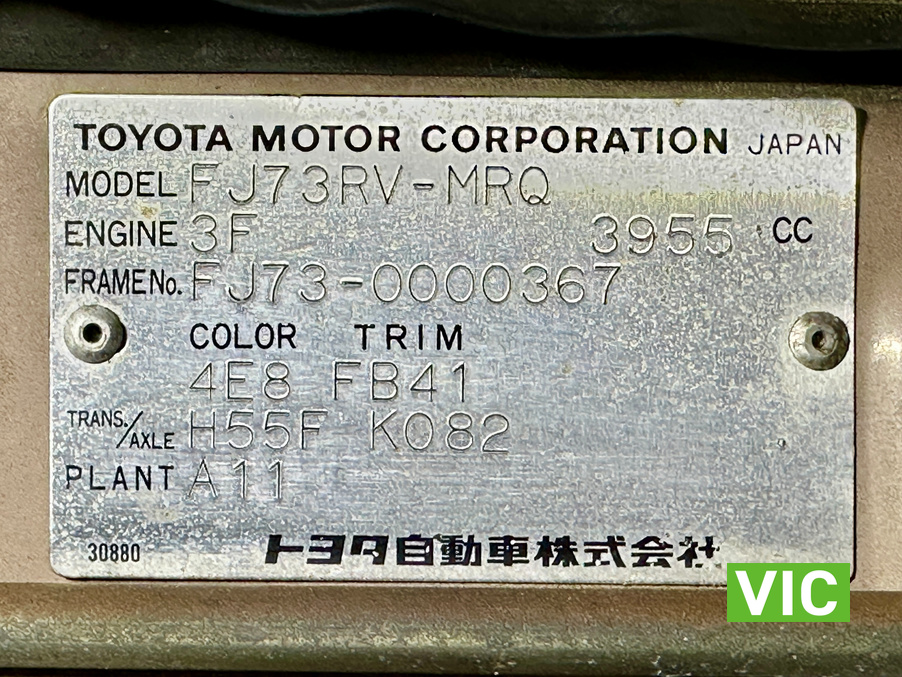 TOYOTA MOTOR CORPORATION JAPAN
MODEL FJ73RV-MRQ
ENGINE 3F 3955 CC
FRAME No. FJ73-0000367
COLOR TRIM
4E8 FB41
TRANS./AXLE H55F K082
PLANT A11
30880 トヨタ自動車株式会社
VIC